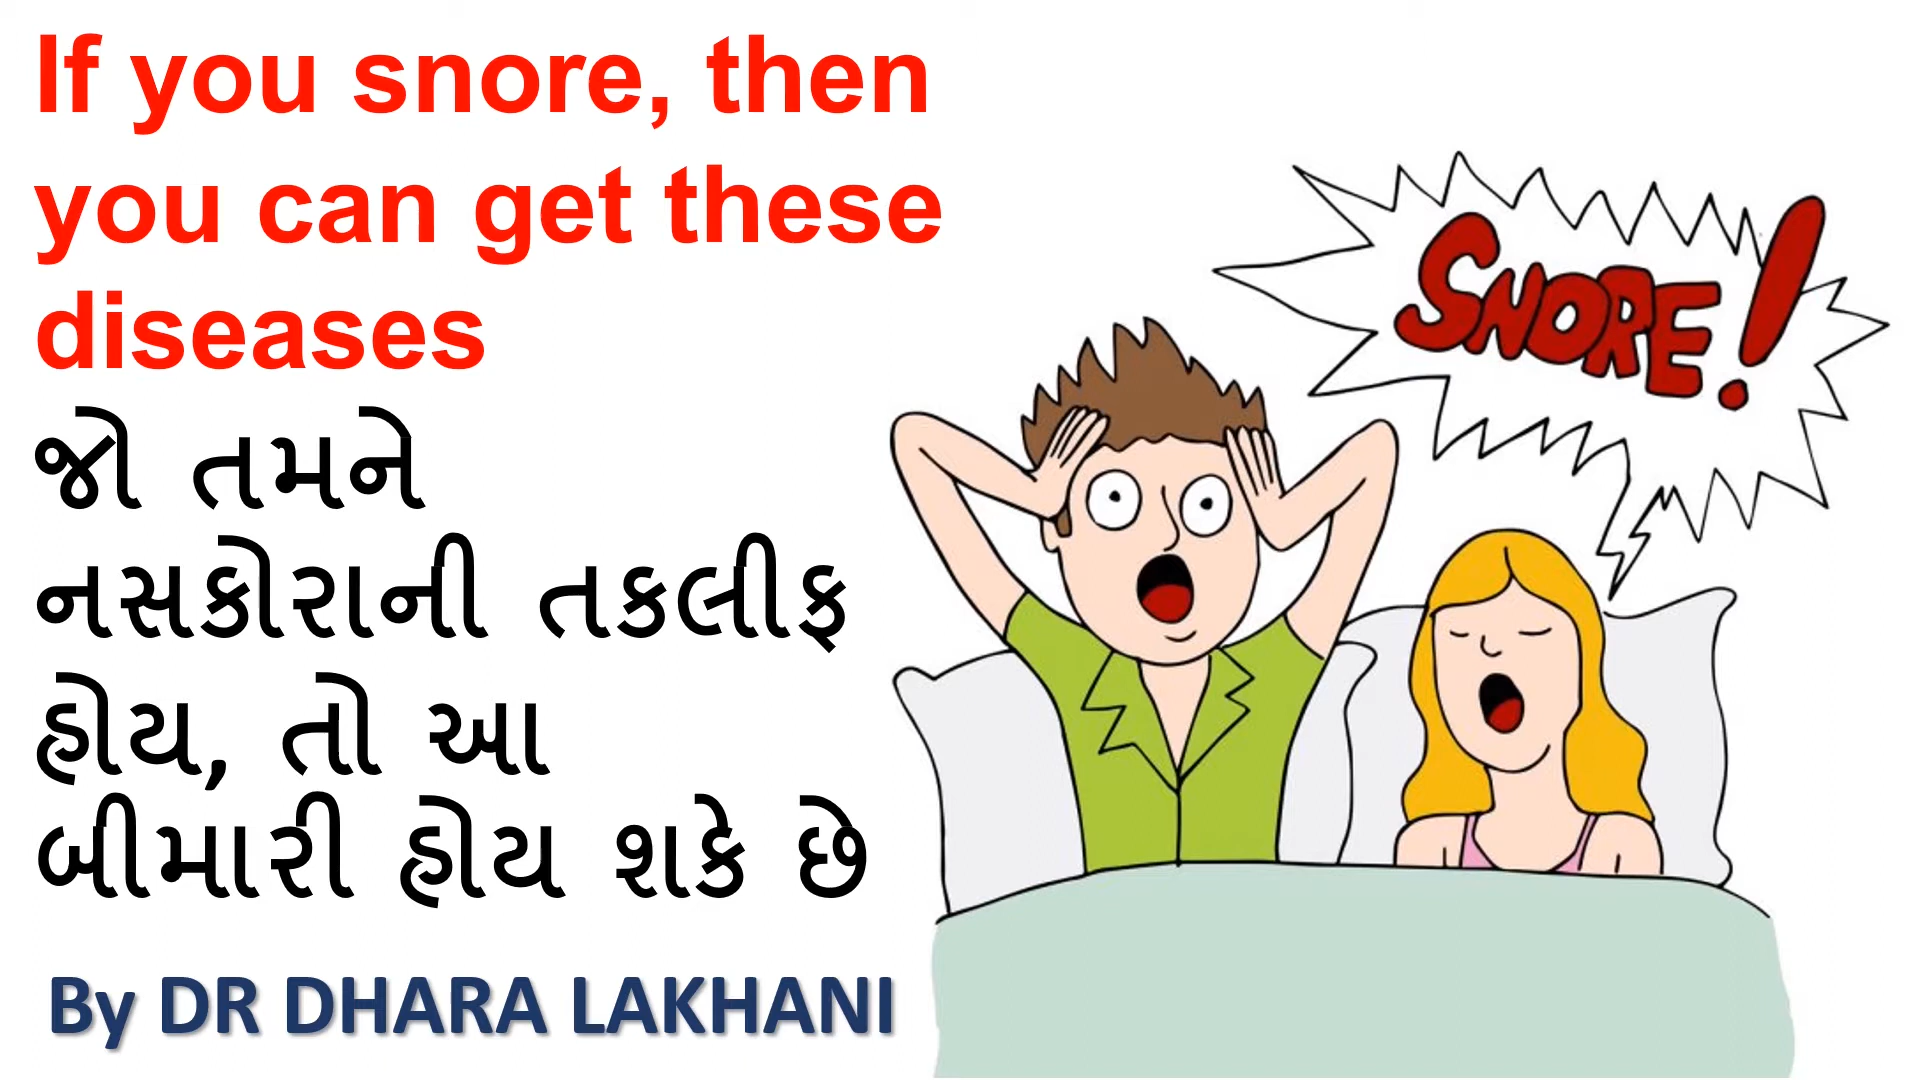 If you snore, then
you can get these
diseases
જો તમને
નસકોરાની તકલીફ
હોય, તો આ
બીમારી હોય શકે છે
By DR DHARA LAKHANI
SNORE!